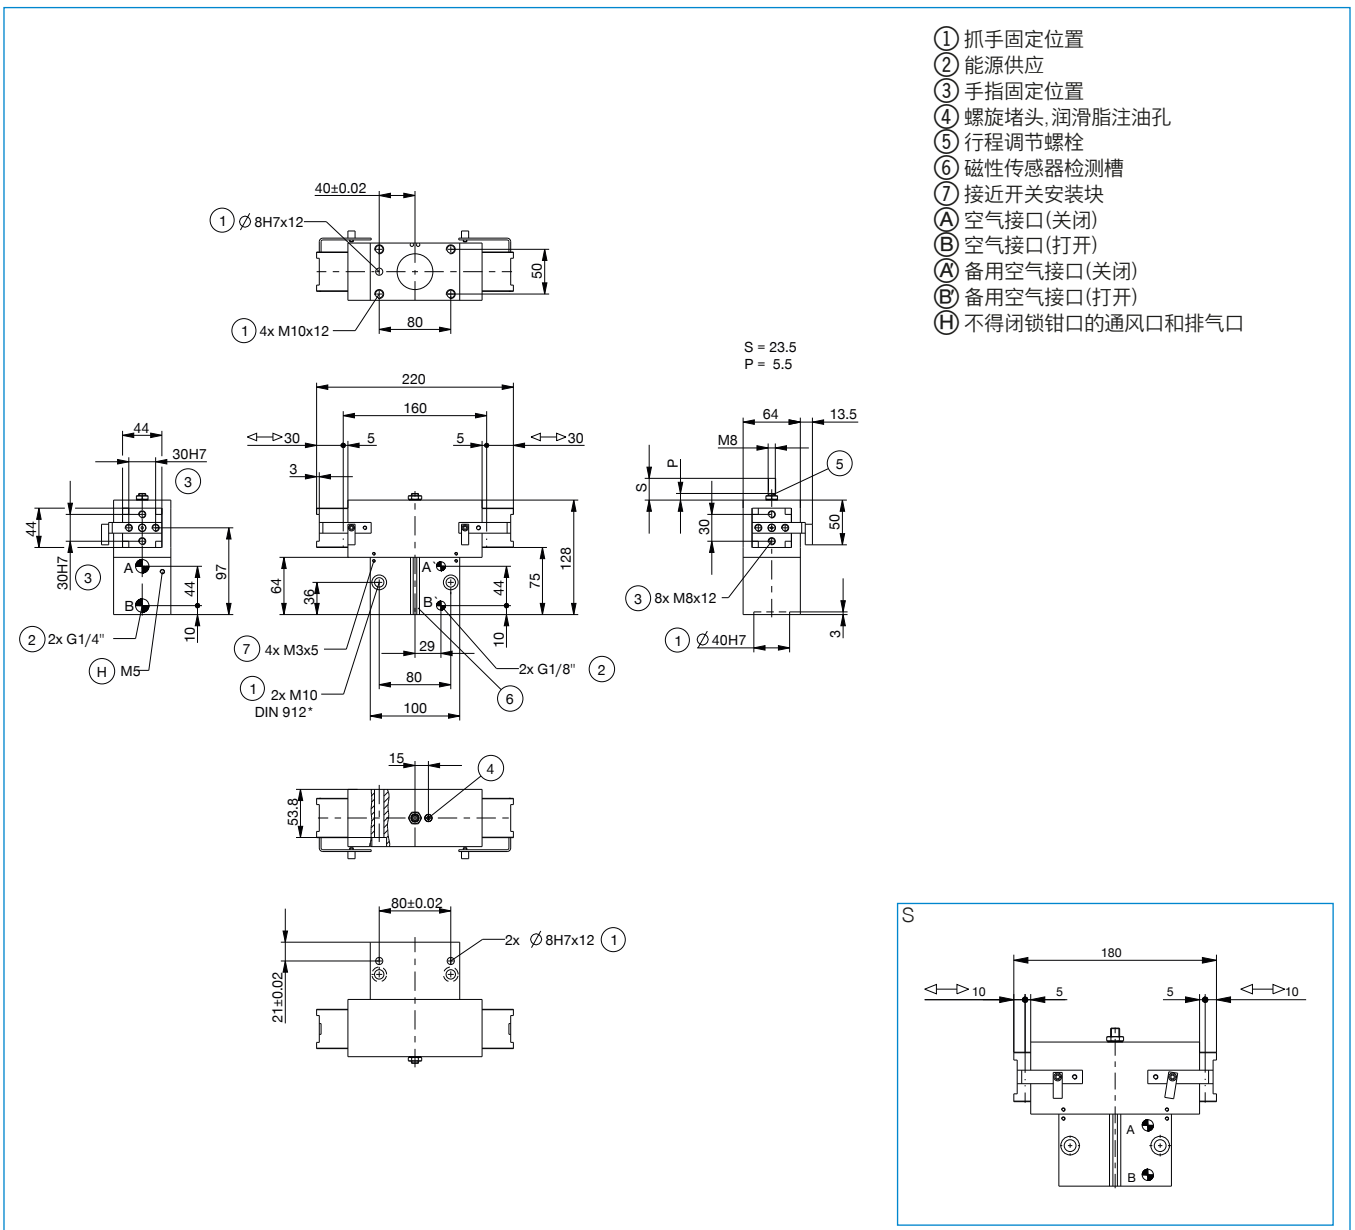 ① 抓手固定位置
② 能源供应
③ 手指固定位置
④ 螺旋堵头,润滑脂注油孔
⑤ 行程调节螺栓
⑥ 磁性传感器检测槽
⑦ 接近开关安装块
Ⓐ 空气接口(关闭)
Ⓑ 空气接口(打开)
A' 备用空气接口(关闭)
B' 备用空气接口(打开)
Ⓗ 不得闭锁钳口的通风口和排气口
40±0.02
① Ø 8H7x12
50
① 4x M10x12
80
S = 23.5
P = 5.5
44
30H7
③
44
30H7
③
97
A
44
B
10
② 2x G1/4"
Ⓗ M5
220
160
30
5
5
30
3
128
64
36
A
B
44
75
10
⑦ 4x M3x5
29
2x G1/8" ②
① 2x M10
DIN 912*
80
⑥
100
64
13.5
M8
P
S
⑤
30
50
③ 8x M8x12
① Ø 40H7
3
15
④
53.8
80±0.02
2x Ø 8H7x12 ①
21±0.02
S
180
10
5
5
10
A
B